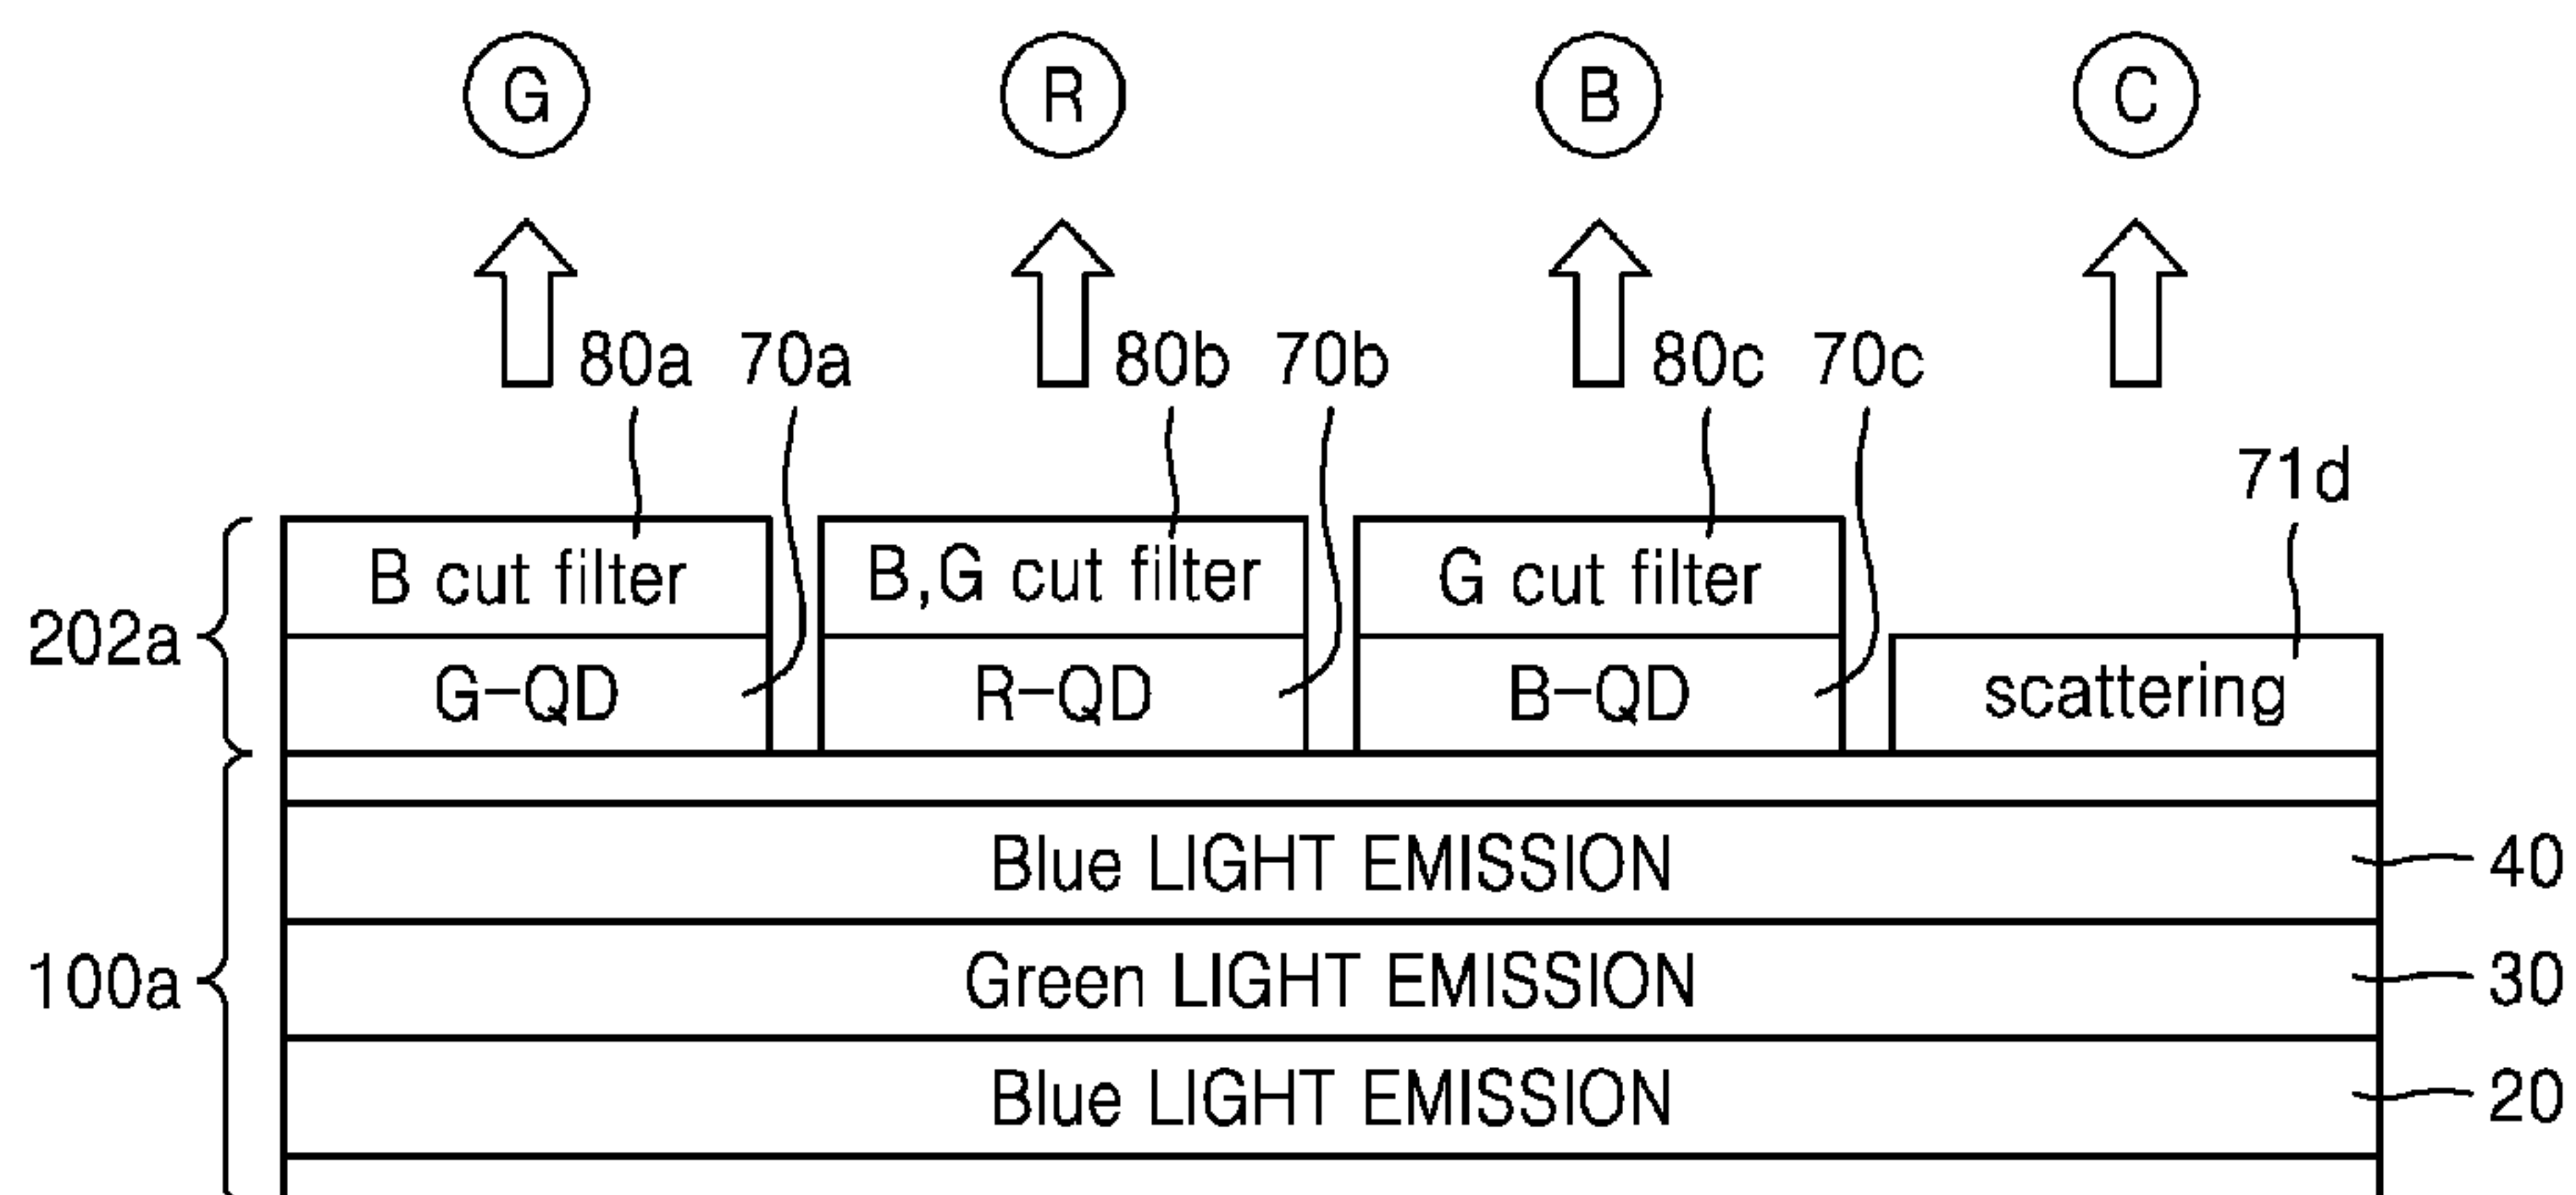 G R B C
80a 70a 80b 70b 80c 70c
71d
B cut filter B,G cut filter G cut filter
202a
G-QD R-QD B-QD scattering
Blue LIGHT EMISSION 40
100a Green LIGHT EMISSION 30
Blue LIGHT EMISSION 20